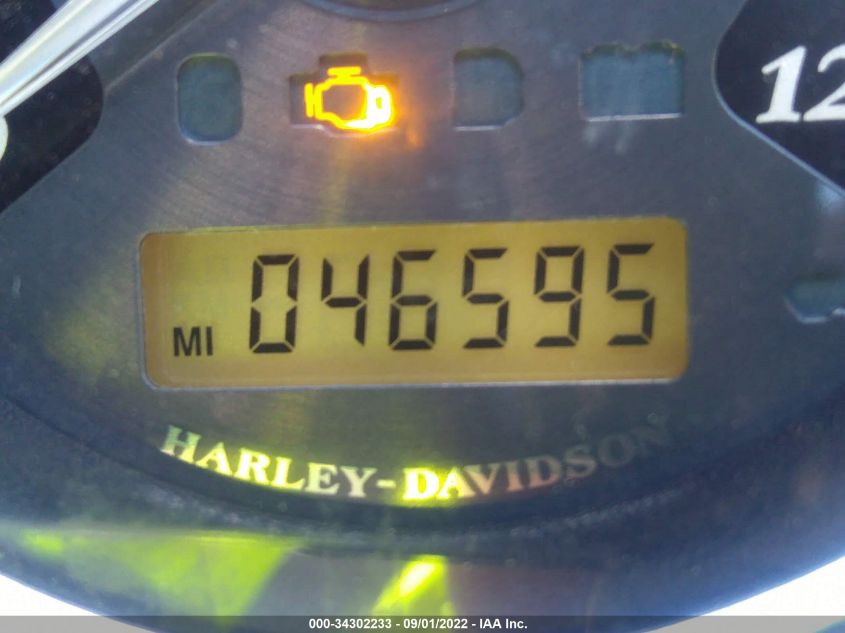 12
MI 046595
HARLEY-DAVIDSON
000-34302233 - 09/01/2022 - IAA Inc.